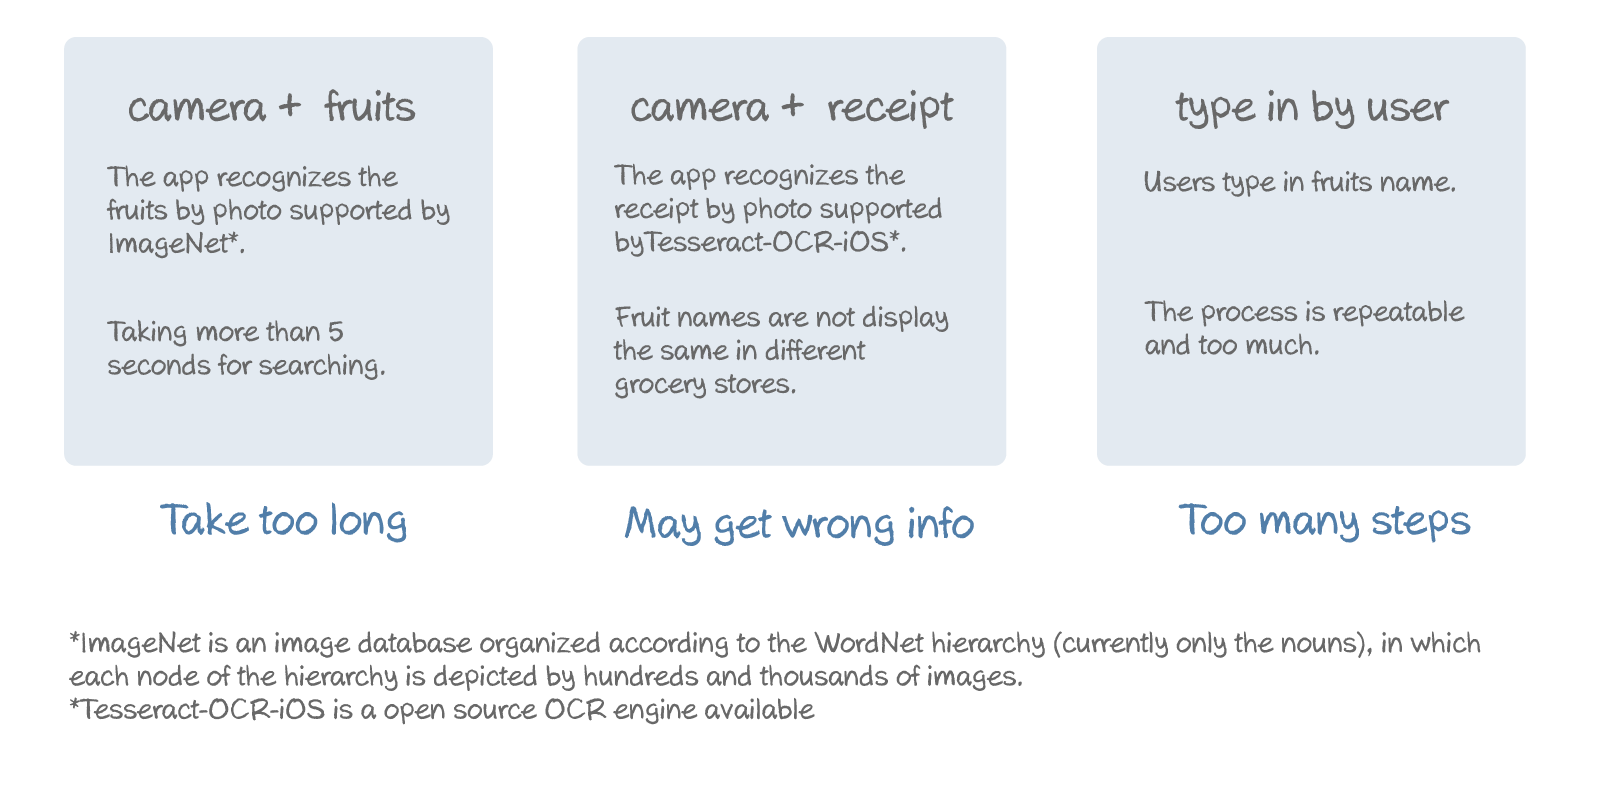 camera + fruits
The app recognizes the
fruits by photo supported by
ImageNet*.
Taking more than 5
seconds for searching.
Take too long
camera + receipt
The app recognizes the
receipt by photo supported
byTesseract-OCR-iOS*.
Fruit names are not display
the same in different
grocery stores.
May get wrong info
type in by user
Users type in fruits name.
The process is repeatable
and too much.
Too many steps
*ImageNet is an image database organized according to the WordNet hierarchy (currently only the nouns), in which
each node of the hierarchy is depicted by hundreds and thousands of images.
*Tesseract-OCR-iOS is a open source OCR engine available